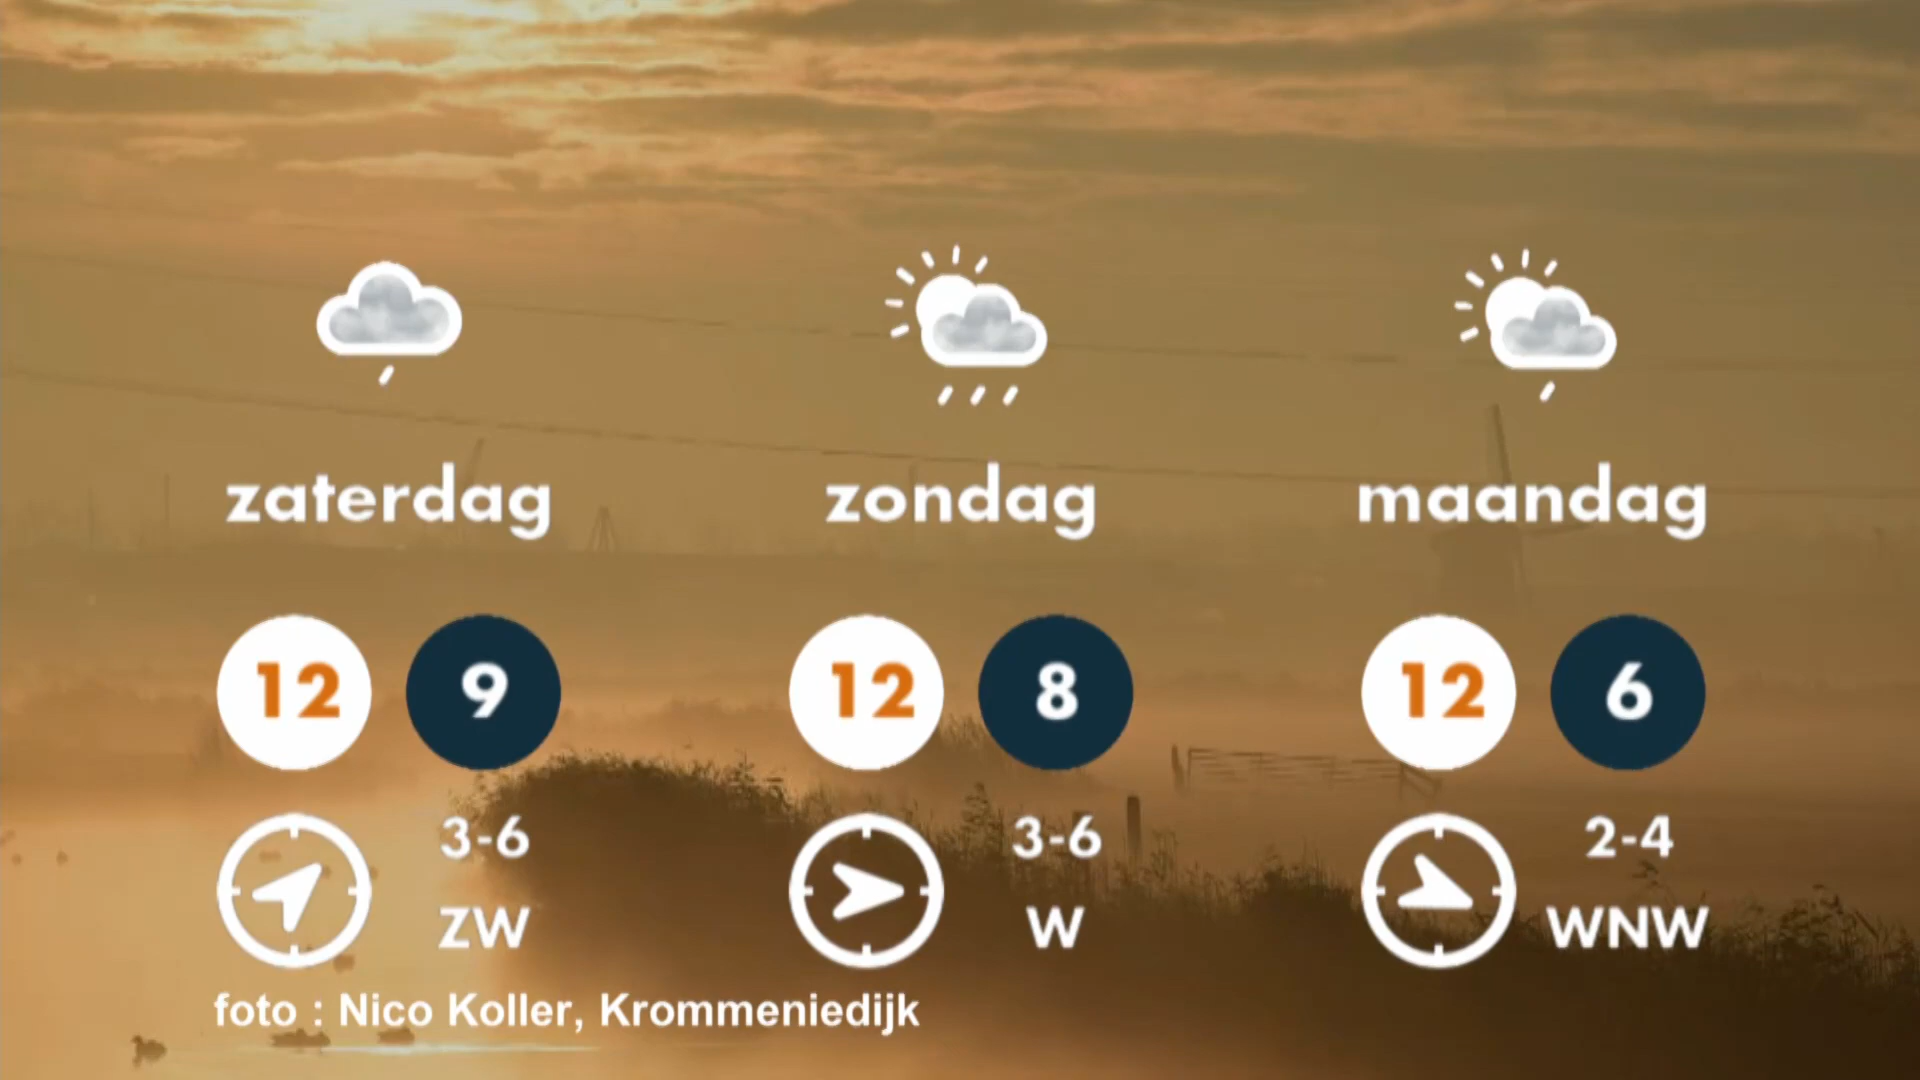 zaterdag
zondag
maandag
12
9
12
8
12
6
3-6
ZW
3-6
W
2-4
WNW
foto : Nico Koller, Krommeniedijk